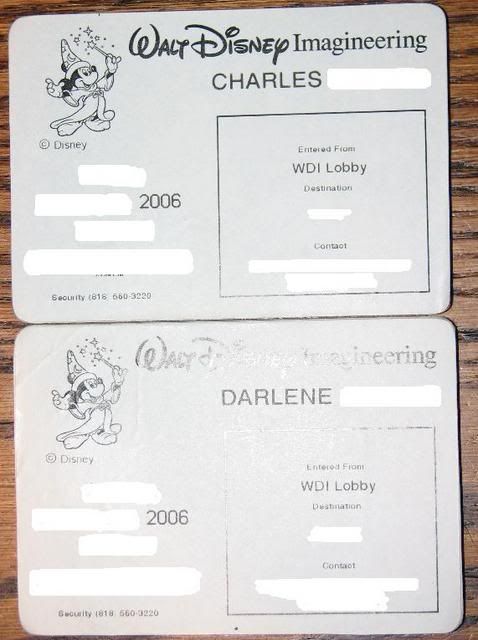 Walt Disney Imagineering
CHARLES
© Disney
Entered From
WDI Lobby
Destination
2006
Contact
Security (818) 560-3220
Walt Disney Imagineering
DARLENE
© Disney
Entered From
WDI Lobby
Destination
2006
Contact
Security (818) 560-3220